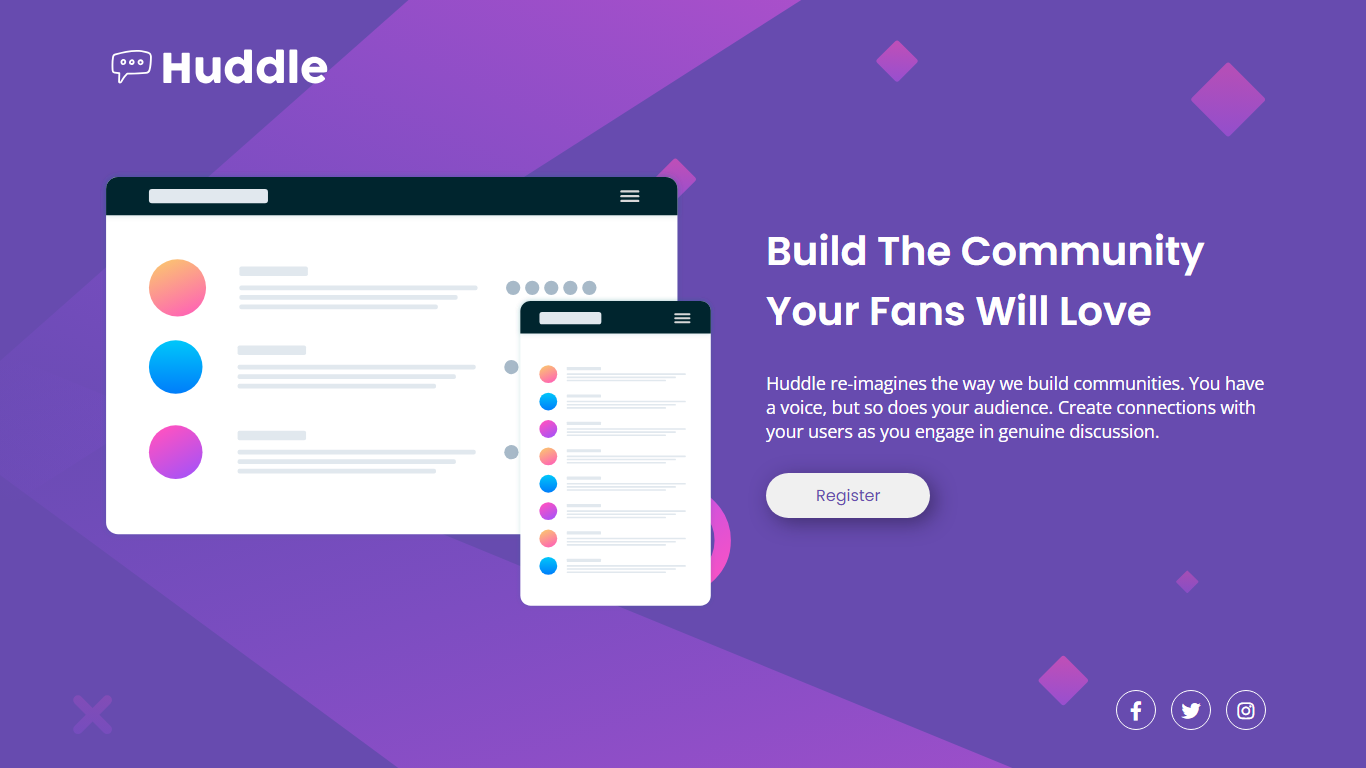 Huddle
Build The Community
Your Fans Will Love
Huddle re-imagines the way we build communities. You have
a voice, but so does your audience. Create connections with
your users as you engage in genuine discussion.
Register